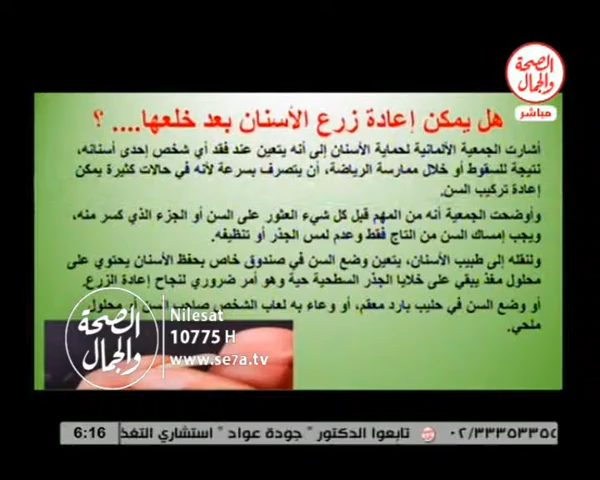 الصحة
والجمال
مباشر
هل يمكن إعادة زرع الأسنان بعد خلعها.... ؟
أشارت الجمعية الألمانية لحماية الأسنان إلى أنه يتعين عند فقد أي شخص إحدى أسنانه،
نتيجة للسقوط أو خلال ممارسة الرياضة، أن يتصرف بسرعة لأنه في حالات كثيرة يمكن
إعادة تركيب السن.
وأوضحت الجمعية أنه من المهم قبل كل شيء العثور على السن أو الجزء الذي كسر منه،
ويجب إمساك السن من التاج فقط وعدم لمس الجذر أو تنظيفه.
ولنقله إلى طبيب الأسنان، يتعين وضع السن في صندوق خاص بحفظ الأسنان يحتوي على
محلول مغذ يبقي على خلايا الجذر السطحية حية وهو أمر ضروري لنجاح إعادة الزرع.
أو وضع السن في حليب بارد معقم، أو وعاء به لعاب الشخص صاحب السن أو محلول
ملحي.
الصحة
والجمال
Nilesat
10775 H
www.se7a.tv
6:16
تابعوا الدكتور " جودة عواد " استشاري التغذ
٠٢/٣٣٣٥٣٣٥٥